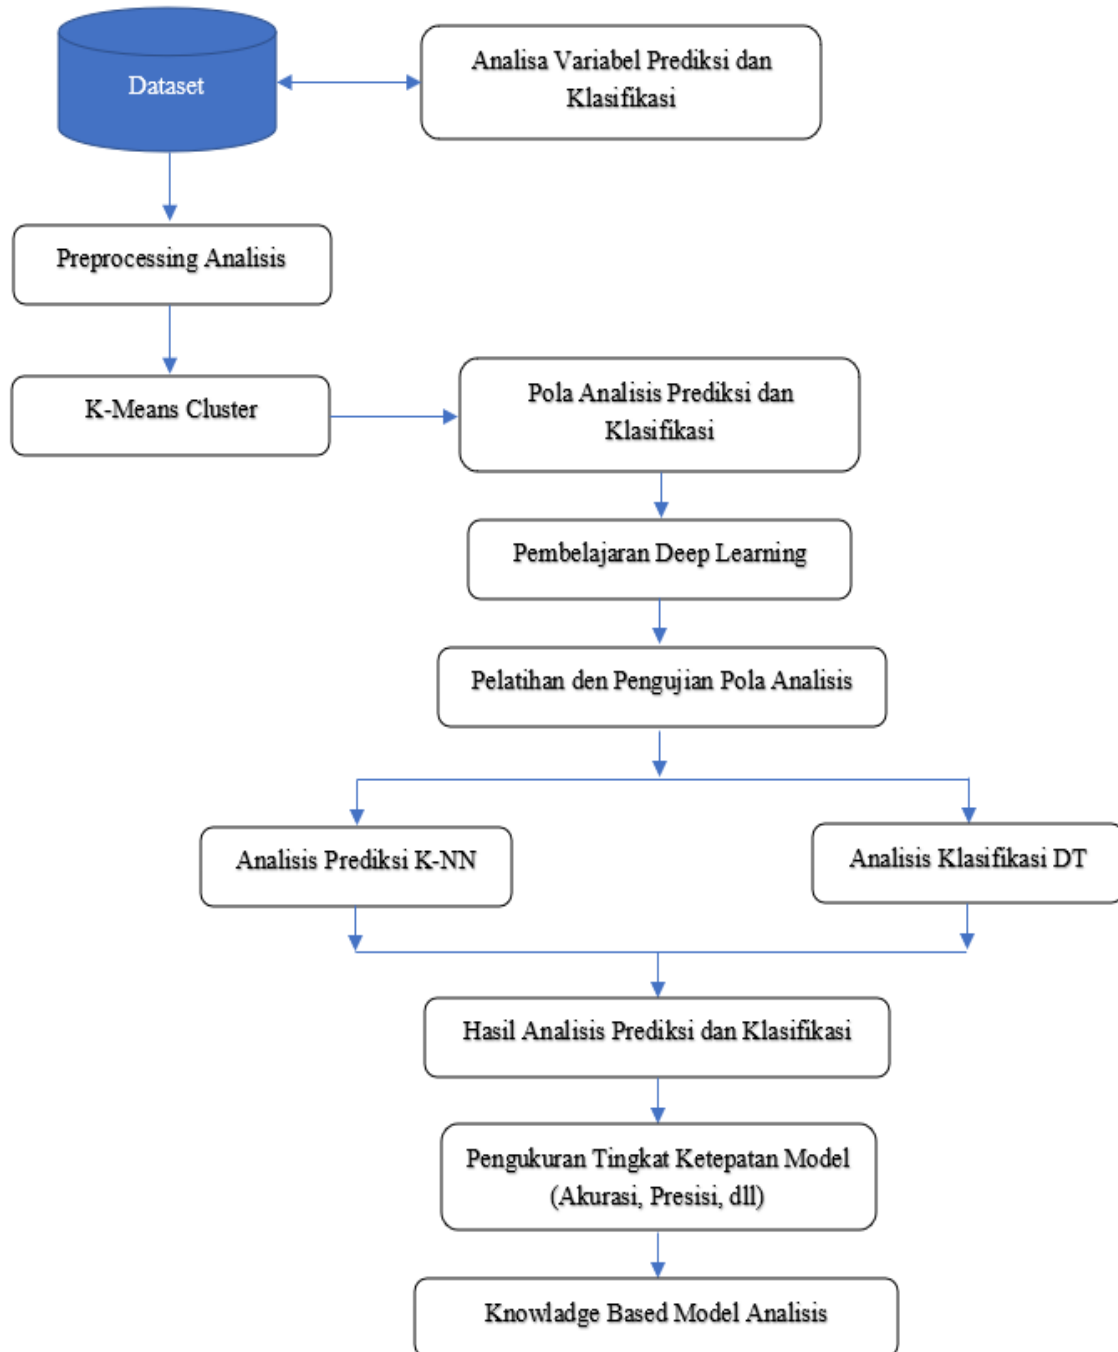 Dataset
Analisa Variabel Prediksi dan
Klasifikasi
Preprocessing Analisis
K-Means Cluster
Pola Analisis Prediksi dan
Klasifikasi
Pembelajaran Deep Learning
Pelatihan den Pengujian Pola Analisis
Analisis Prediksi K-NN
Analisis Klasifikasi DT
Hasil Analisis Prediksi dan Klasifikasi
Pengukuran Tingkat Ketepatan Model
(Akurasi, Presisi, dll)
Knowladge Based Model Analisis